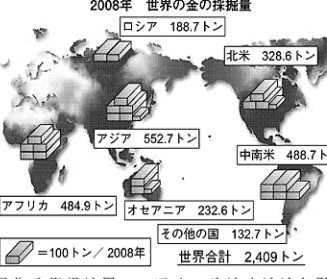 2008年 世界の金の採掘量
ロシア 188.7トン
北米 328.6トン
アジア 552.7トン
中南米 488.7ト
アフリカ 484.9トン
オセアニア 232.6トン
その他の国 132.7トン
=100トン/2008年
世界合計 2,409トン